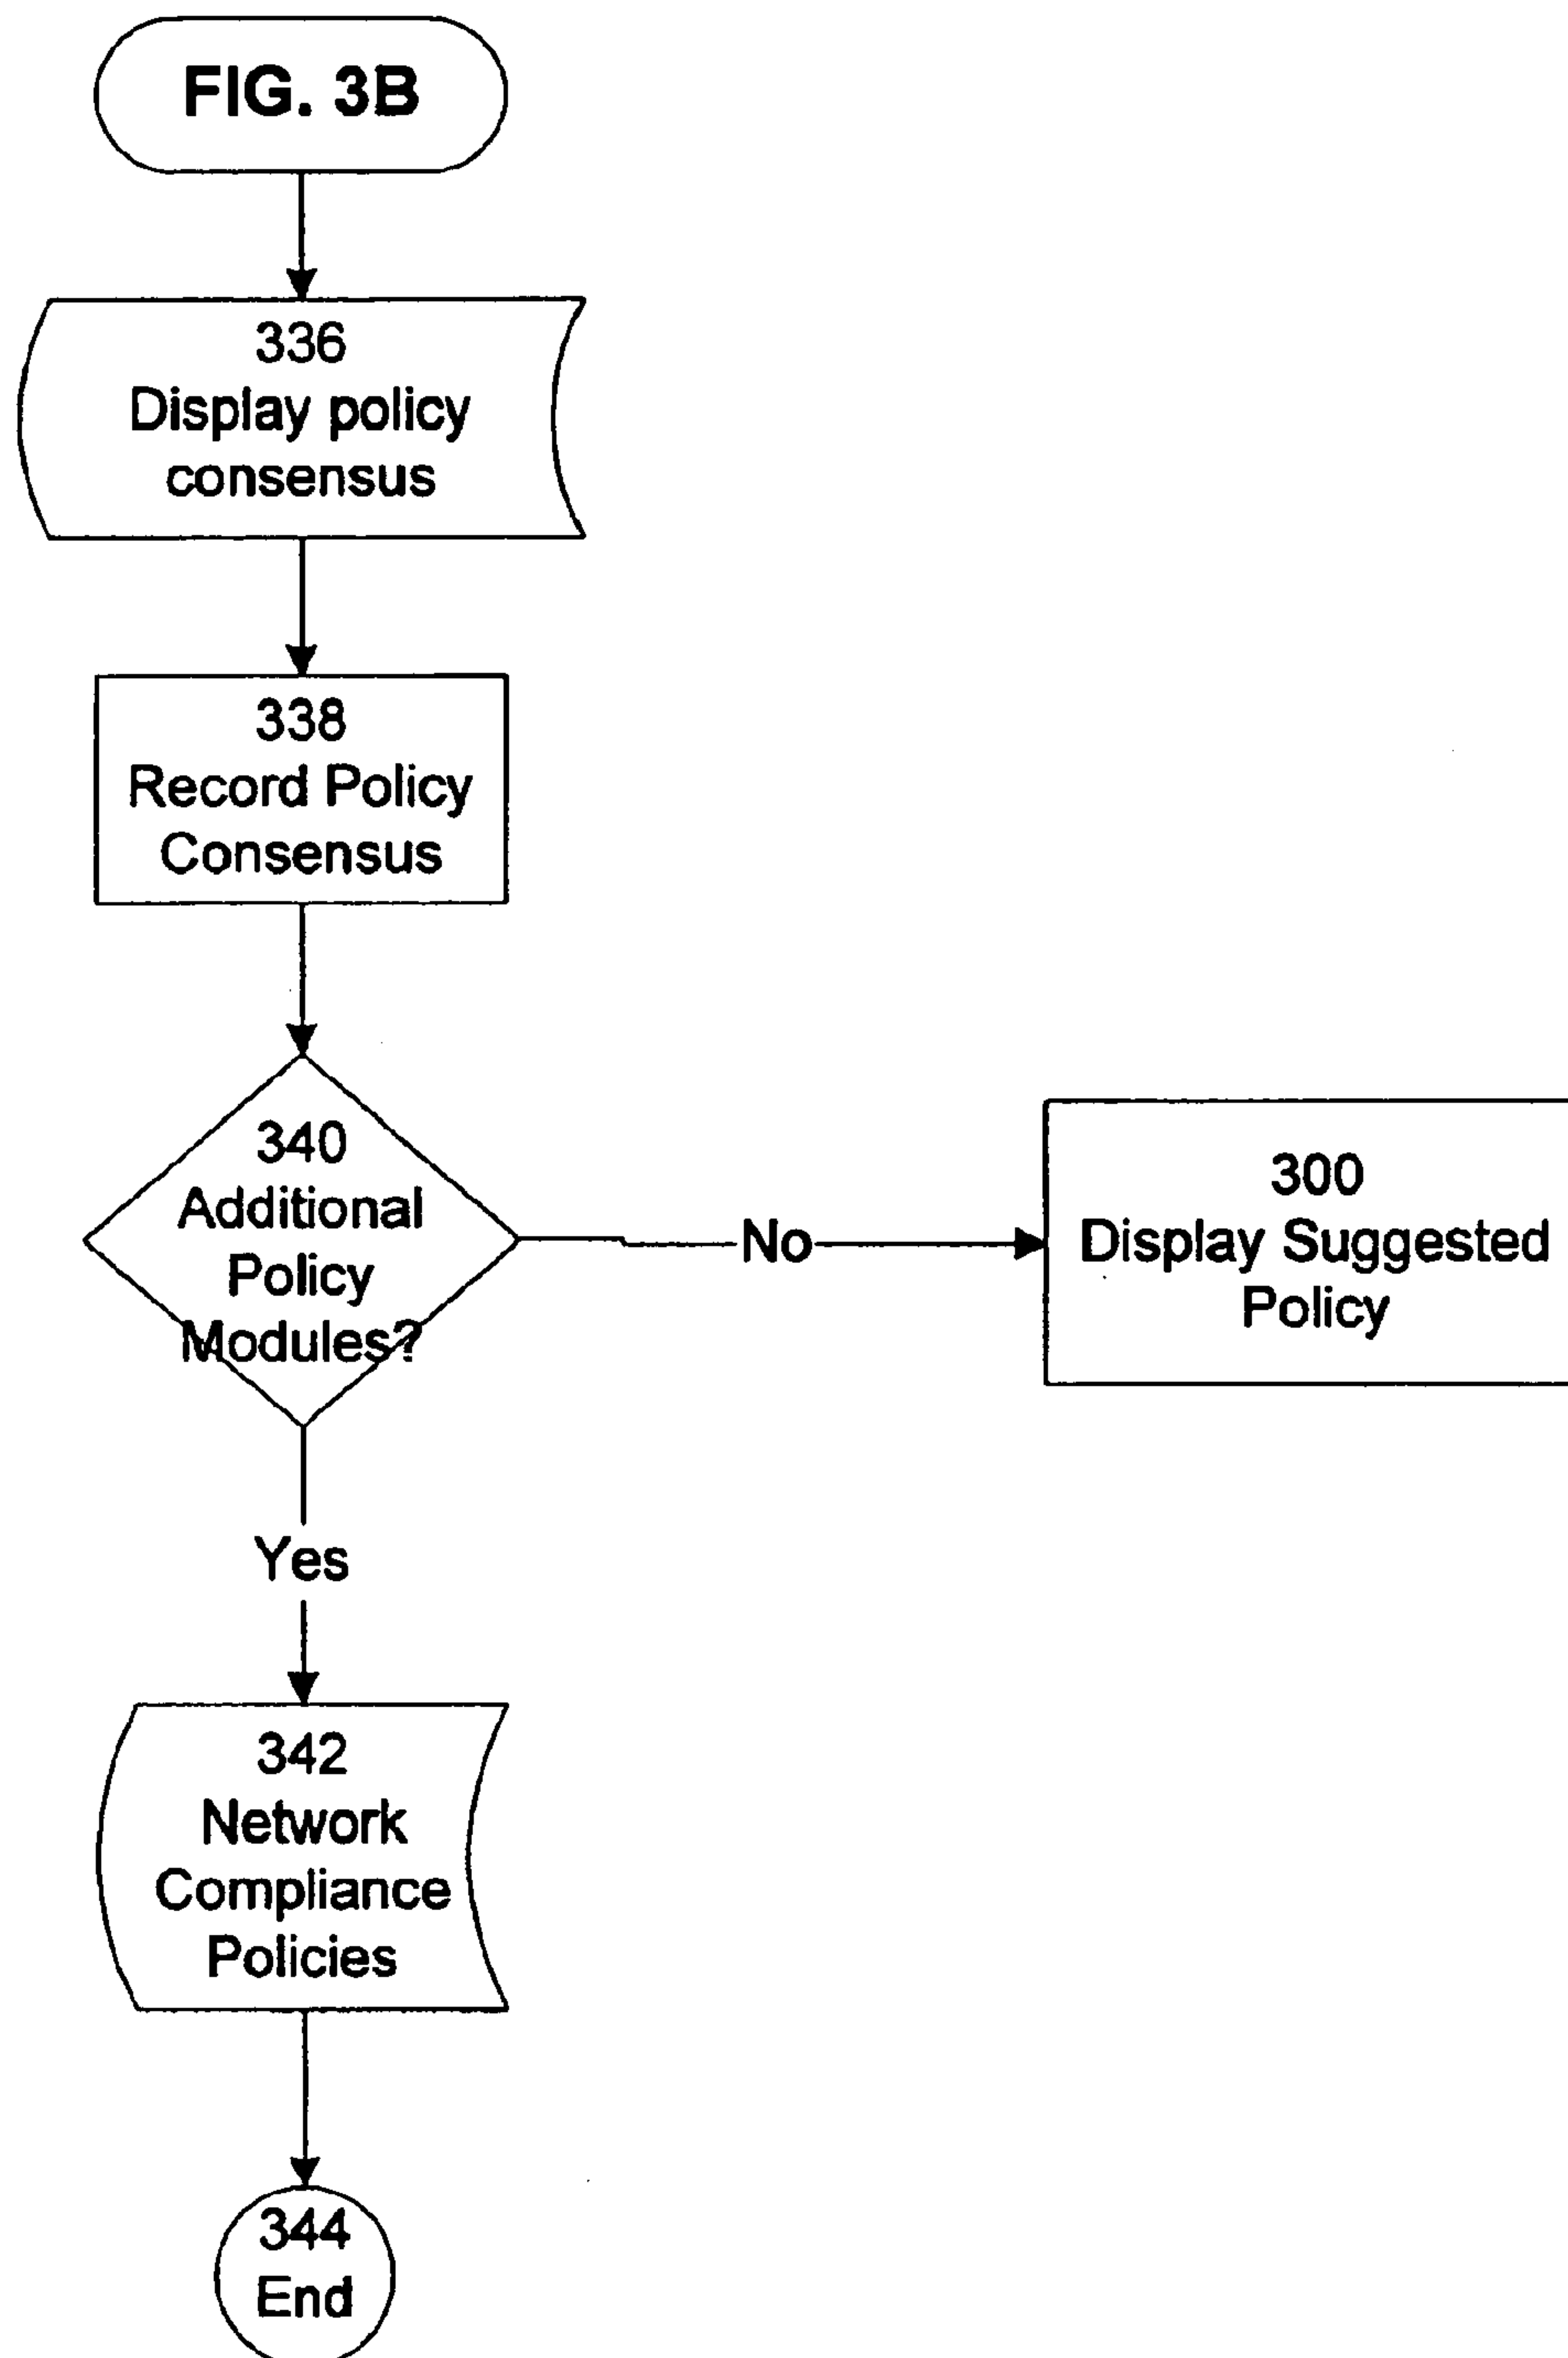 FIG. 3B
336
Display policy
consensus
338
Record Policy
Consensus
340
Additional
Policy
Modules?
No
300
Display Suggested
Policy
Yes
342
Network
Compliance
Policies
344
End